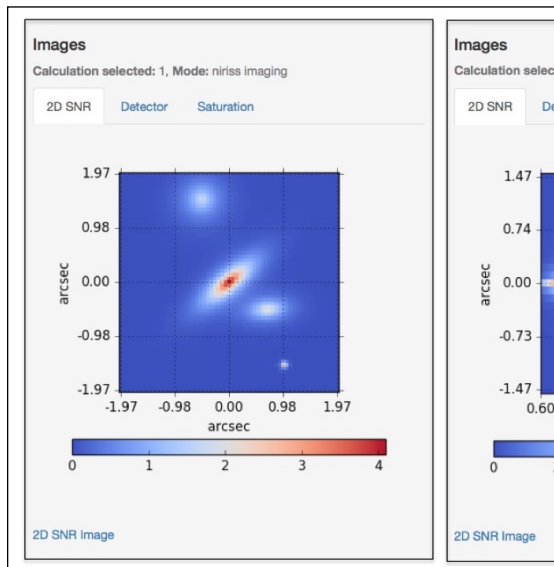 Images
Calculation selected: 1, Mode: niriss imaging
2D SNR Detector Saturation
1.97
0.98
0.00
-0.98
-1.97
arcsec
-1.97 -0.98 0.00 0.98 1.97
arcsec
0 1 2 3 4
2D SNR Image
Images
Calculation selec
2D SNR De
1.47
0.74
0.00
-0.73
-1.47
arcsec
0.60
0
2D SNR Image